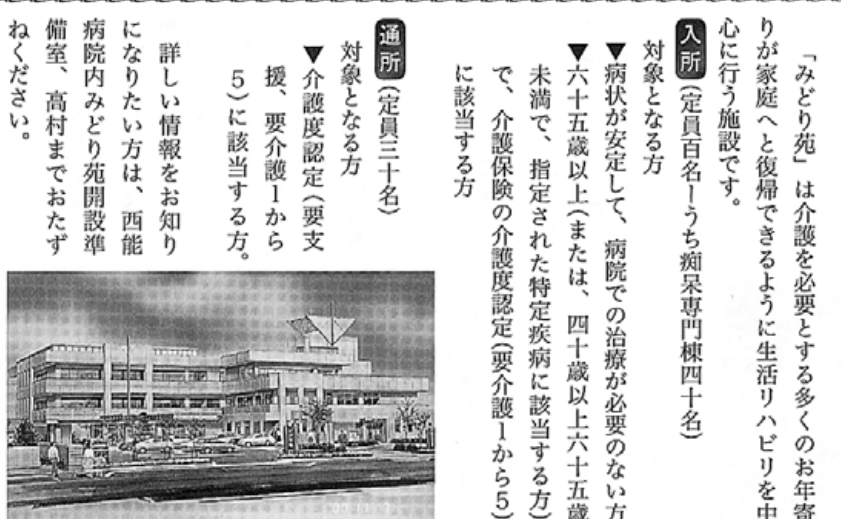 「みどり苑」は介護を必要とする多くのお年寄
りが家庭へと復帰できるように生活リハビリを中
心に行う施設です。
入所(定員百名ーうち痴呆専門棟四十名)
対象となる方
▼病状が安定して、病院での治療が必要のない方
▼六十五歳以上(または、四十歳以上六十五歳
未満で、指定された特定疾病に該当する方)
で、介護保険の介護度認定(要介護1から5)
に該当する方
通所(定員三十名)
対象となる方
▼介護度認定(要支
援、要介護1から
5)に該当する方。
詳しい情報をお知り
になりたい方は、西能
病院内みどり苑開設準
備室、高村までおたず
ねください。